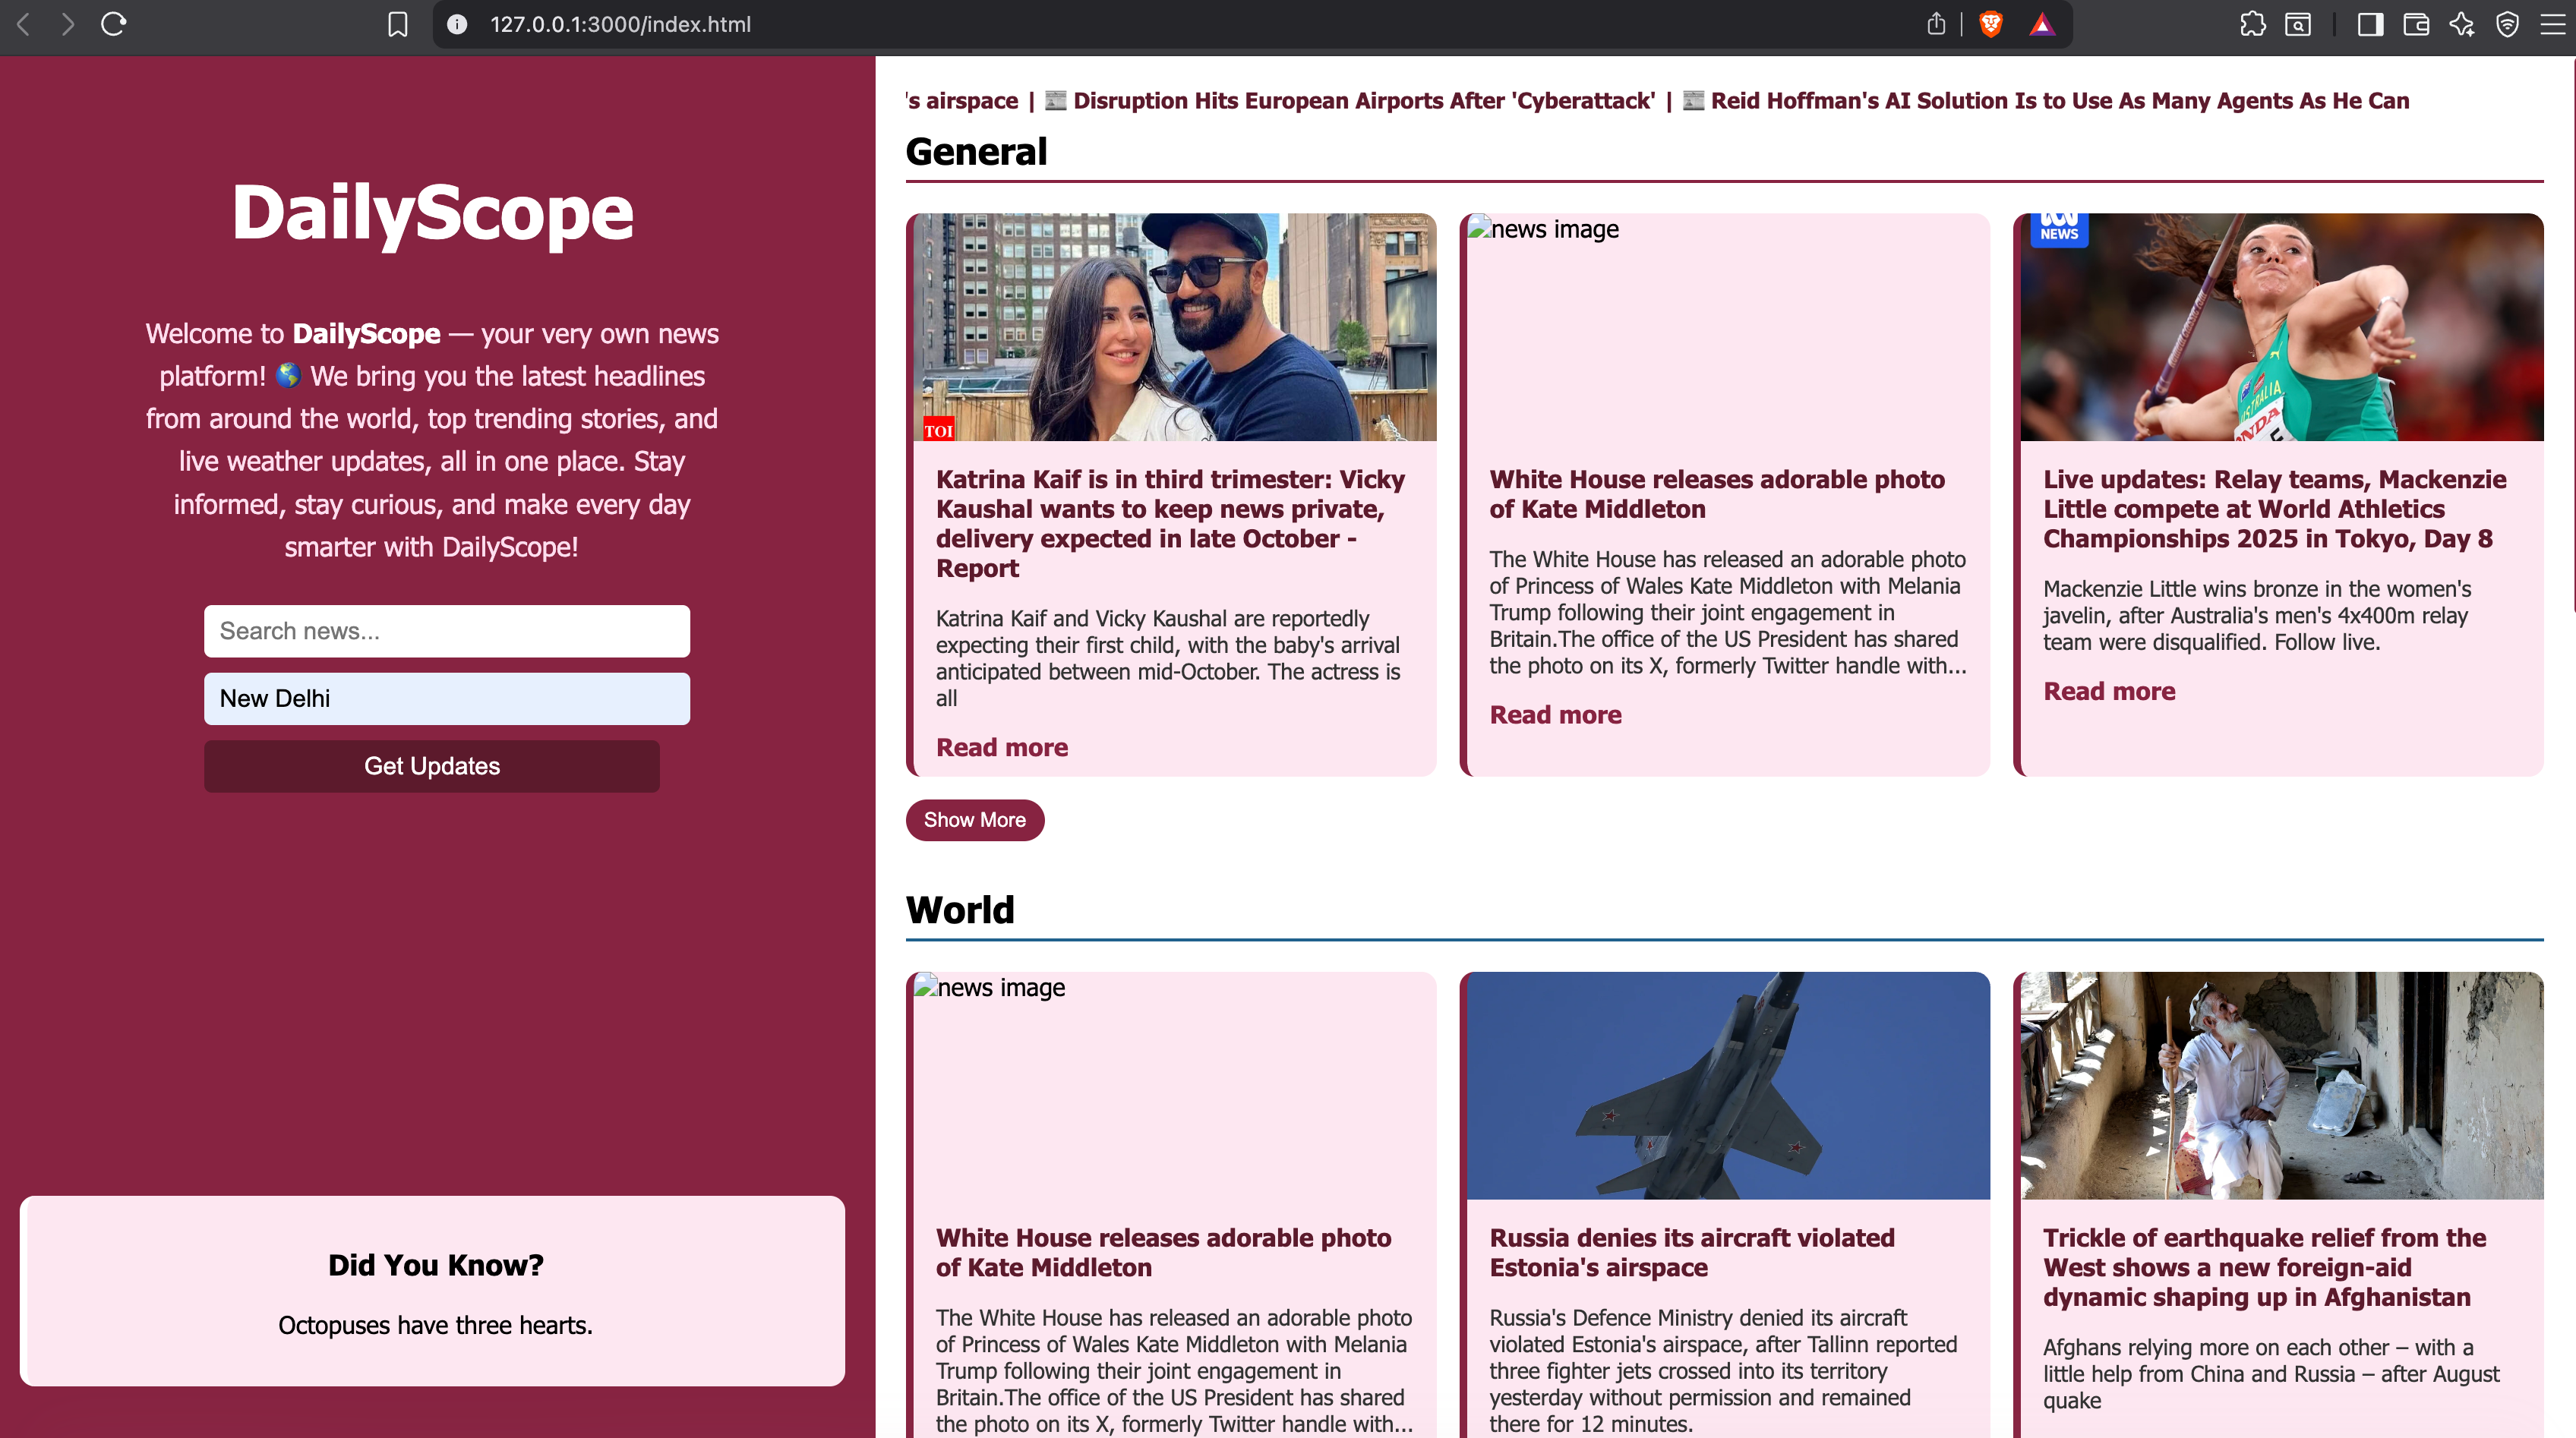 127.0.0.1:3000/index.html
DailyScope
Welcome to DailyScope — your very own news
platform! 🌎 We bring you the latest headlines
from around the world, top trending stories, and
live weather updates, all in one place. Stay
informed, stay curious, and make every day
smarter with DailyScope!
Search news...
New Delhi
Get Updates
Did You Know?
Octopuses have three hearts.
's airspace | 📰 Disruption Hits European Airports After 'Cyberattack' | 📰 Reid Hoffman's AI Solution Is to Use As Many Agents As He Can
General
TOI
Katrina Kaif is in third trimester: Vicky
Kaushal wants to keep news private,
delivery expected in late October -
Report
Katrina Kaif and Vicky Kaushal are reportedly
expecting their first child, with the baby's arrival
anticipated between mid-October. The actress is
all
Read more
news image
White House releases adorable photo
of Kate Middleton
The White House has released an adorable photo
of Princess of Wales Kate Middleton with Melania
Trump following their joint engagement in
Britain.The office of the US President has shared
the photo on its X, formerly Twitter handle with...
Read more
NEWS
Live updates: Relay teams, Mackenzie
Little compete at World Athletics
Championships 2025 in Tokyo, Day 8
Mackenzie Little wins bronze in the women's
javelin, after Australia's men's 4x400m relay
team were disqualified. Follow live.
Read more
Show More
World
news image
White House releases adorable photo
of Kate Middleton
The White House has released an adorable photo
of Princess of Wales Kate Middleton with Melania
Trump following their joint engagement in
Britain.The office of the US President has shared
the photo on its X, formerly Twitter handle with...
Russia denies its aircraft violated
Estonia's airspace
Russia's Defence Ministry denied its aircraft
violated Estonia's airspace, after Tallinn reported
three fighter jets crossed into its territory
yesterday without permission and remained
there for 12 minutes.
Trickle of earthquake relief from the
West shows a new foreign-aid
dynamic shaping up in Afghanistan
Afghans relying more on each other – with a
little help from China and Russia – after August
quake